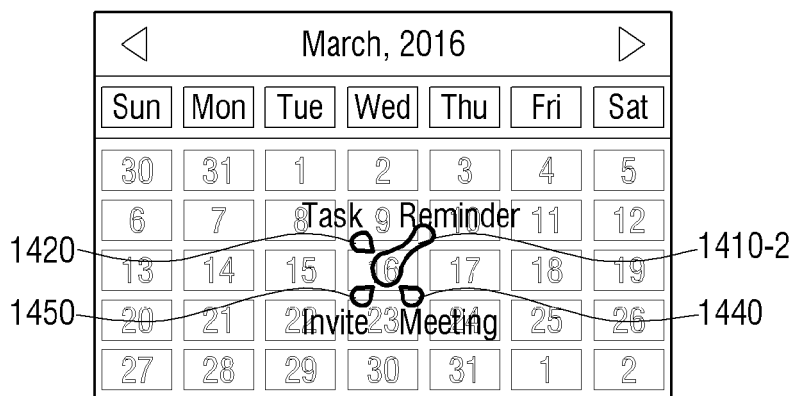 March, 2016
Sun Mon Tue Wed Thu Fri Sat
30 31 1 2 3 4 5
6 7 8 Task 9 Reminder 10 11 12
1420 1410-2
13 14 15 16 17 18 19
1450 1440
20 21 22 Invite 23 Meeting 24 25 26
27 28 29 30 31 1 2